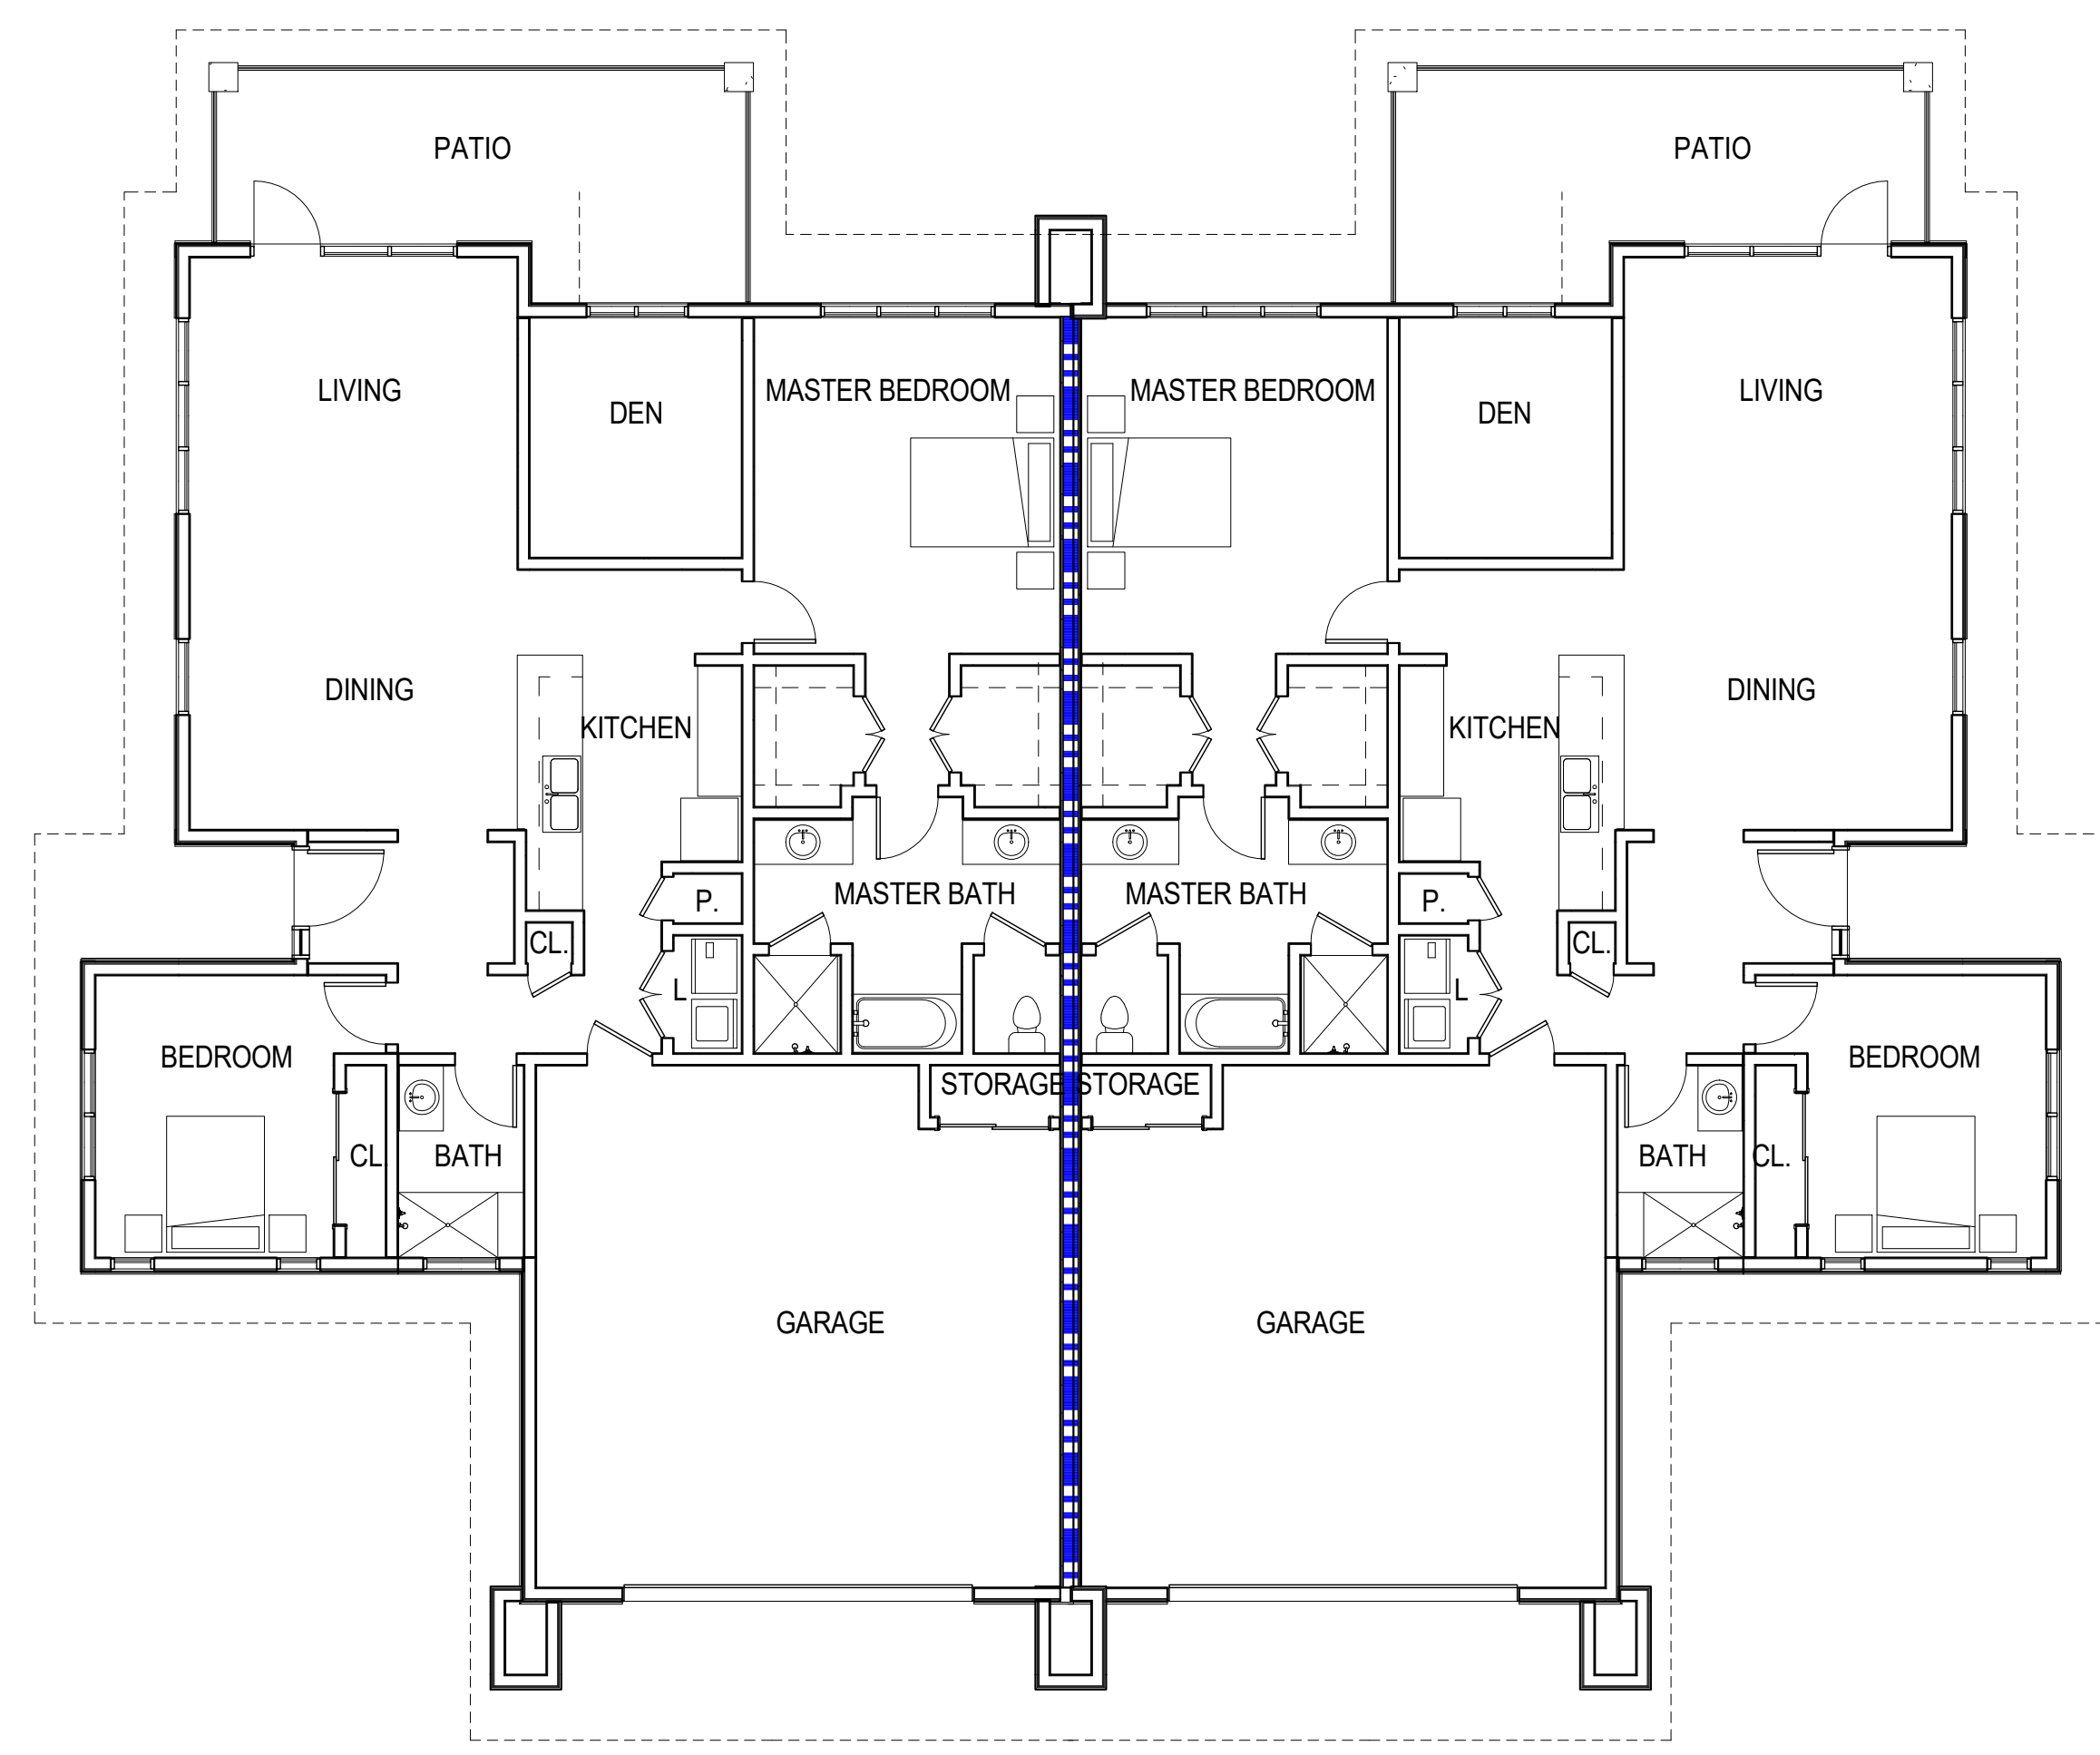 PATIO
PATIO
LIVING
MASTER BEDROOM
MASTER BEDROOM
LIVING
DEN
DEN
DINING
DINING
KITCHEN
KITCHEN
MASTER BATH
MASTER BATH
P.
P.
CL.
CL.
L
L
BEDROOM
BEDROOM
STORAGE
STORAGE
CL.
BATH
BATH
CL.
GARAGE
GARAGE